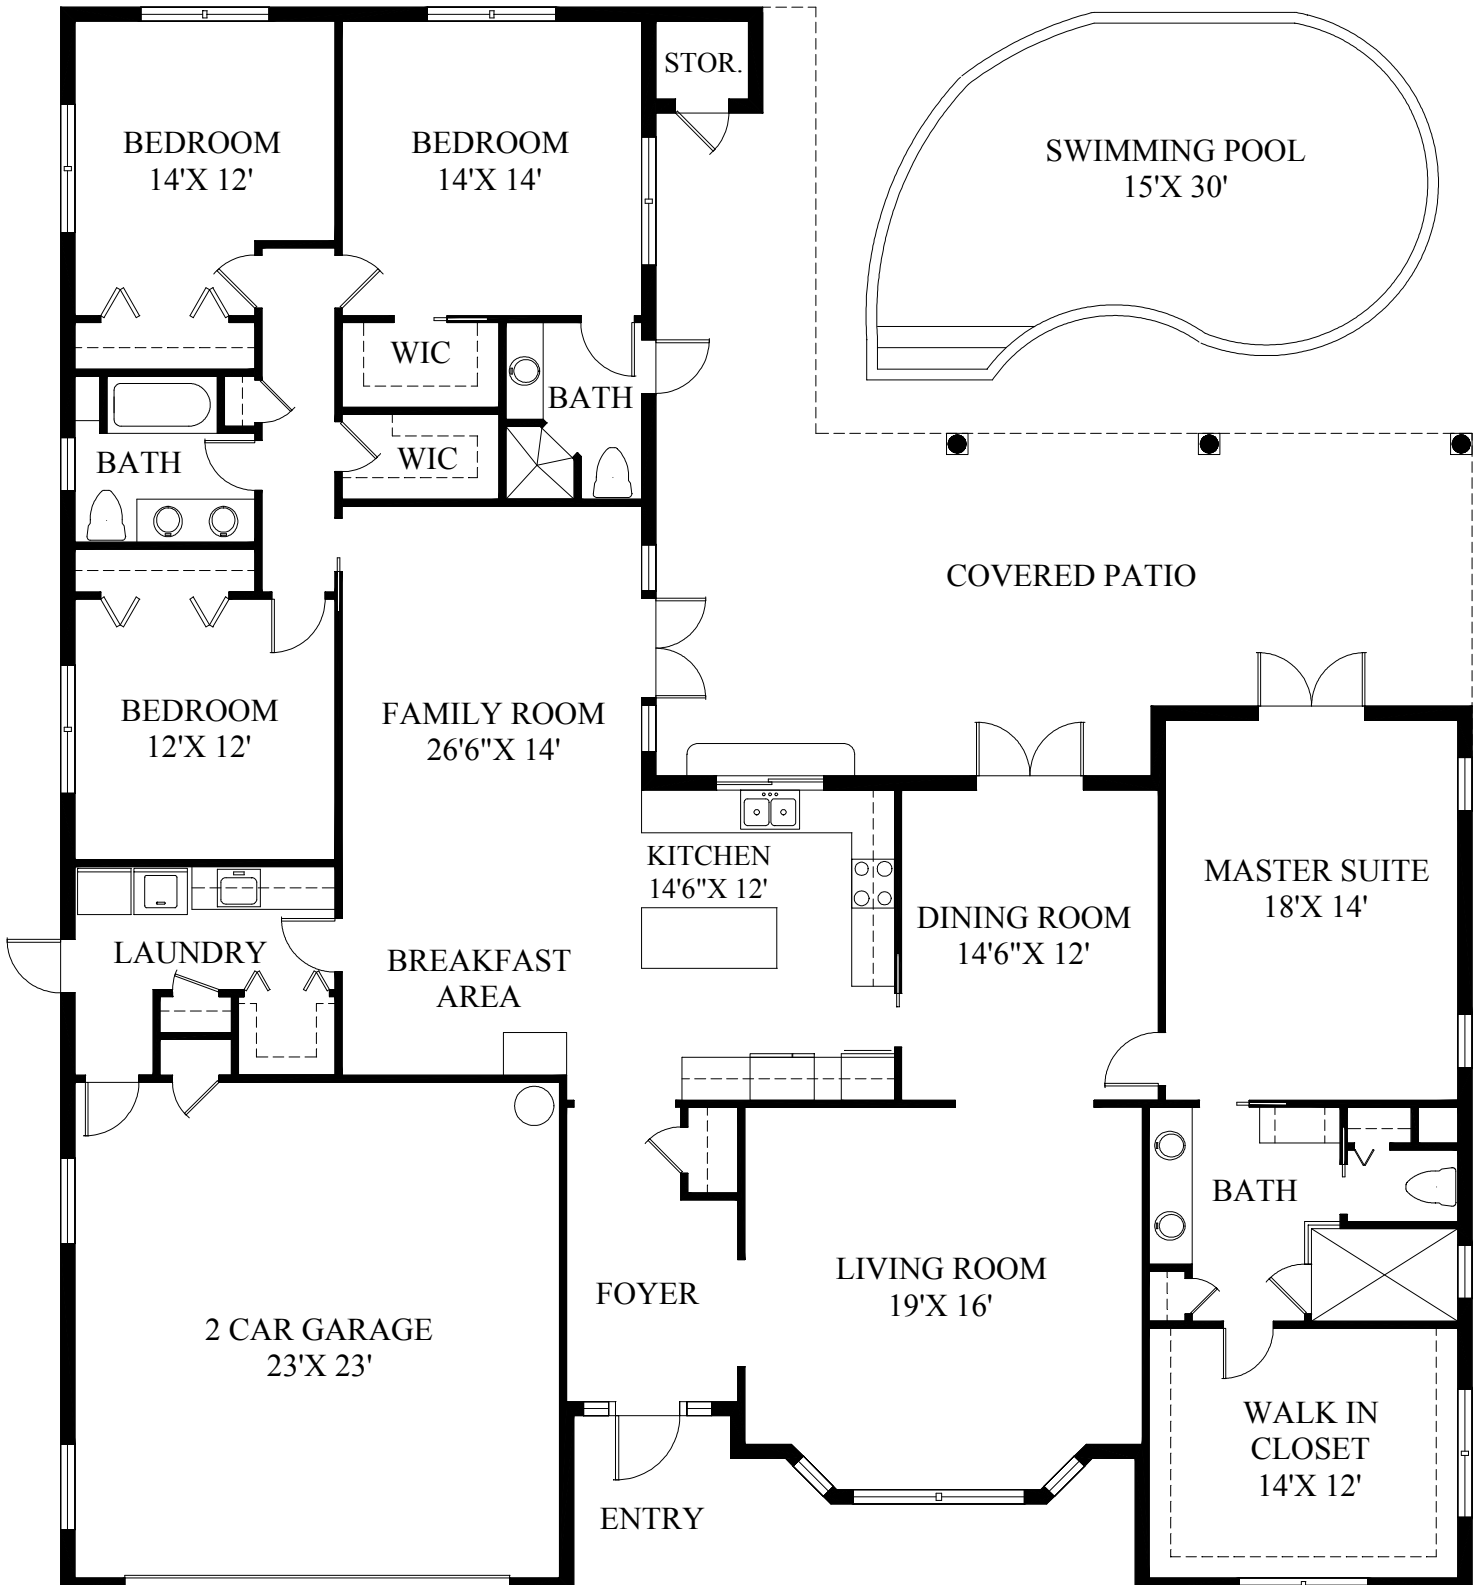 STOR.
BEDROOM
14'X 12'
BEDROOM
14'X 14'
SWIMMING POOL
15'X 30'
WIC
BATH
WIC
BATH
COVERED PATIO
BEDROOM
12'X 12'
FAMILY ROOM
26'6"X 14'
KITCHEN
14'6"X 12'
MASTER SUITE
18'X 14'
DINING ROOM
14'6"X 12'
LAUNDRY
BREAKFAST
AREA
BATH
LIVING ROOM
19'X 16'
FOYER
2 CAR GARAGE
23'X 23'
WALK IN
CLOSET
14'X 12'
ENTRY